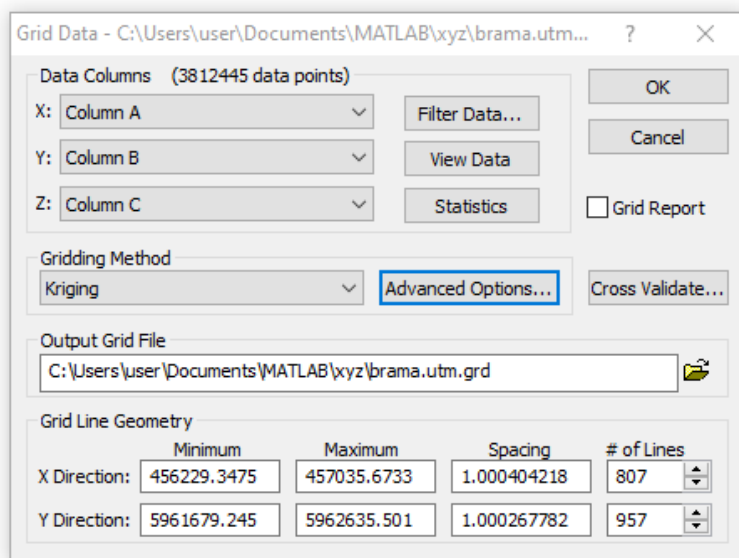 Grid Data - C:\Users\user\Documents\MATLAB\xyz\brama.utm... ?
Data Columns (3812445 data points)
X: Column A
Filter Data...
Y: Column B
View Data
Z: Column C
Statistics
OK
Cancel
Grid Report
Gridding Method
Kriging
Advanced Options...
Cross Validate...
Output Grid File
C:\Users\user\Documents\MATLAB\xyz\brama.utm.grd
Grid Line Geometry
Minimum Maximum Spacing # of Lines
X Direction: 456229.3475 457035.6733 1.000404218 807
Y Direction: 5961679.245 5962635.501 1.000267782 957